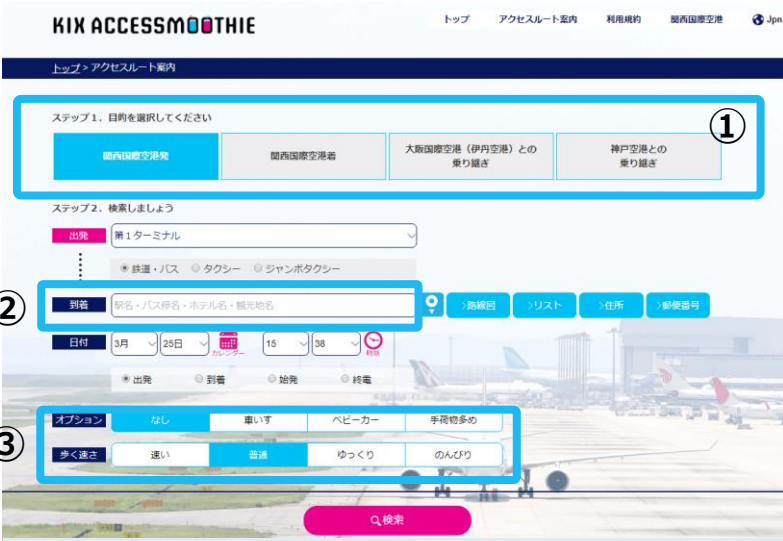 KIX ACCESSMOOTHIE
トップ アクセスルート案内 利用規約 関西国際空港 Jpn
トップ > アクセスルート案内
ステップ1. 目的を選択してください
①
関西国際空港発 関西国際空港着 大阪国際空港（伊丹空港）との 神戸空港との
乗り継ぎ 乗り継ぎ
ステップ2. 検索しましょう
出発 第1ターミナル
鉄道・バス タクシー ジャンボタクシー
②
到着 駅名・バス停名・ホテル名・観光地名 >路線図 >リスト >住所 >郵便番号
日付 3月 25日 カレンダー 15 38 時刻
出発 到着 始発 終電
オプション なし 車いす ベビーカー 手荷物多め
③
歩く速さ 速い 普通 ゆっくり のんびり
検索